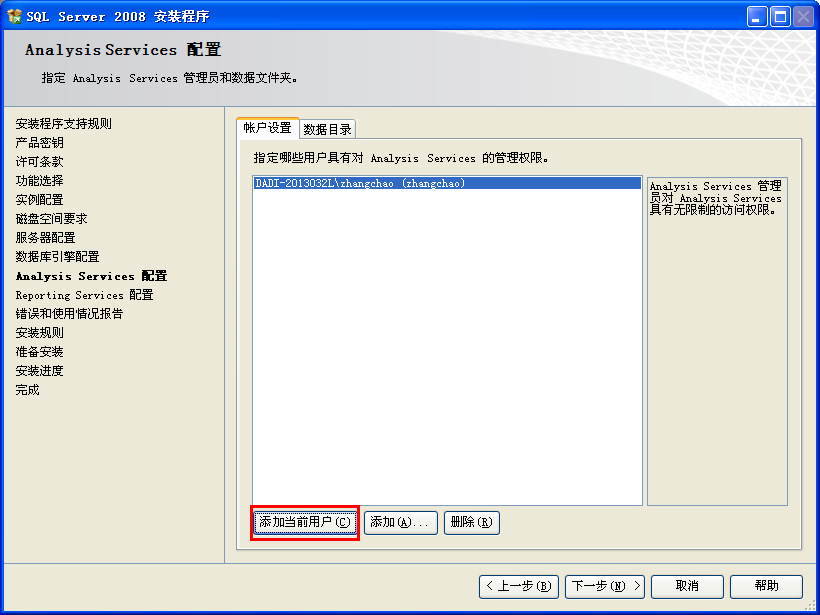 SQL Server 2008 安装程序
Analysis Services 配置
指定 Analysis Services 管理员和数据文件夹。
安装程序支持规则
产品密钥
许可条款
功能选择
实例配置
磁盘空间要求
服务器配置
数据库引擎配置
Analysis Services 配置
Reporting Services 配置
错误和使用情况报告
安装规则
准备安装
安装进度
完成
帐户设置 数据目录
指定哪些用户具有对 Analysis Services 的管理权限。
DADI-2013032L\zhangchao (zhangchao)
Analysis Services 管理
员对 Analysis Services
具有无限制的访问权限。
添加当前用户(C) 添加(A)... 删除(R)
< 上一步(B) 下一步(N) > 取消 帮助